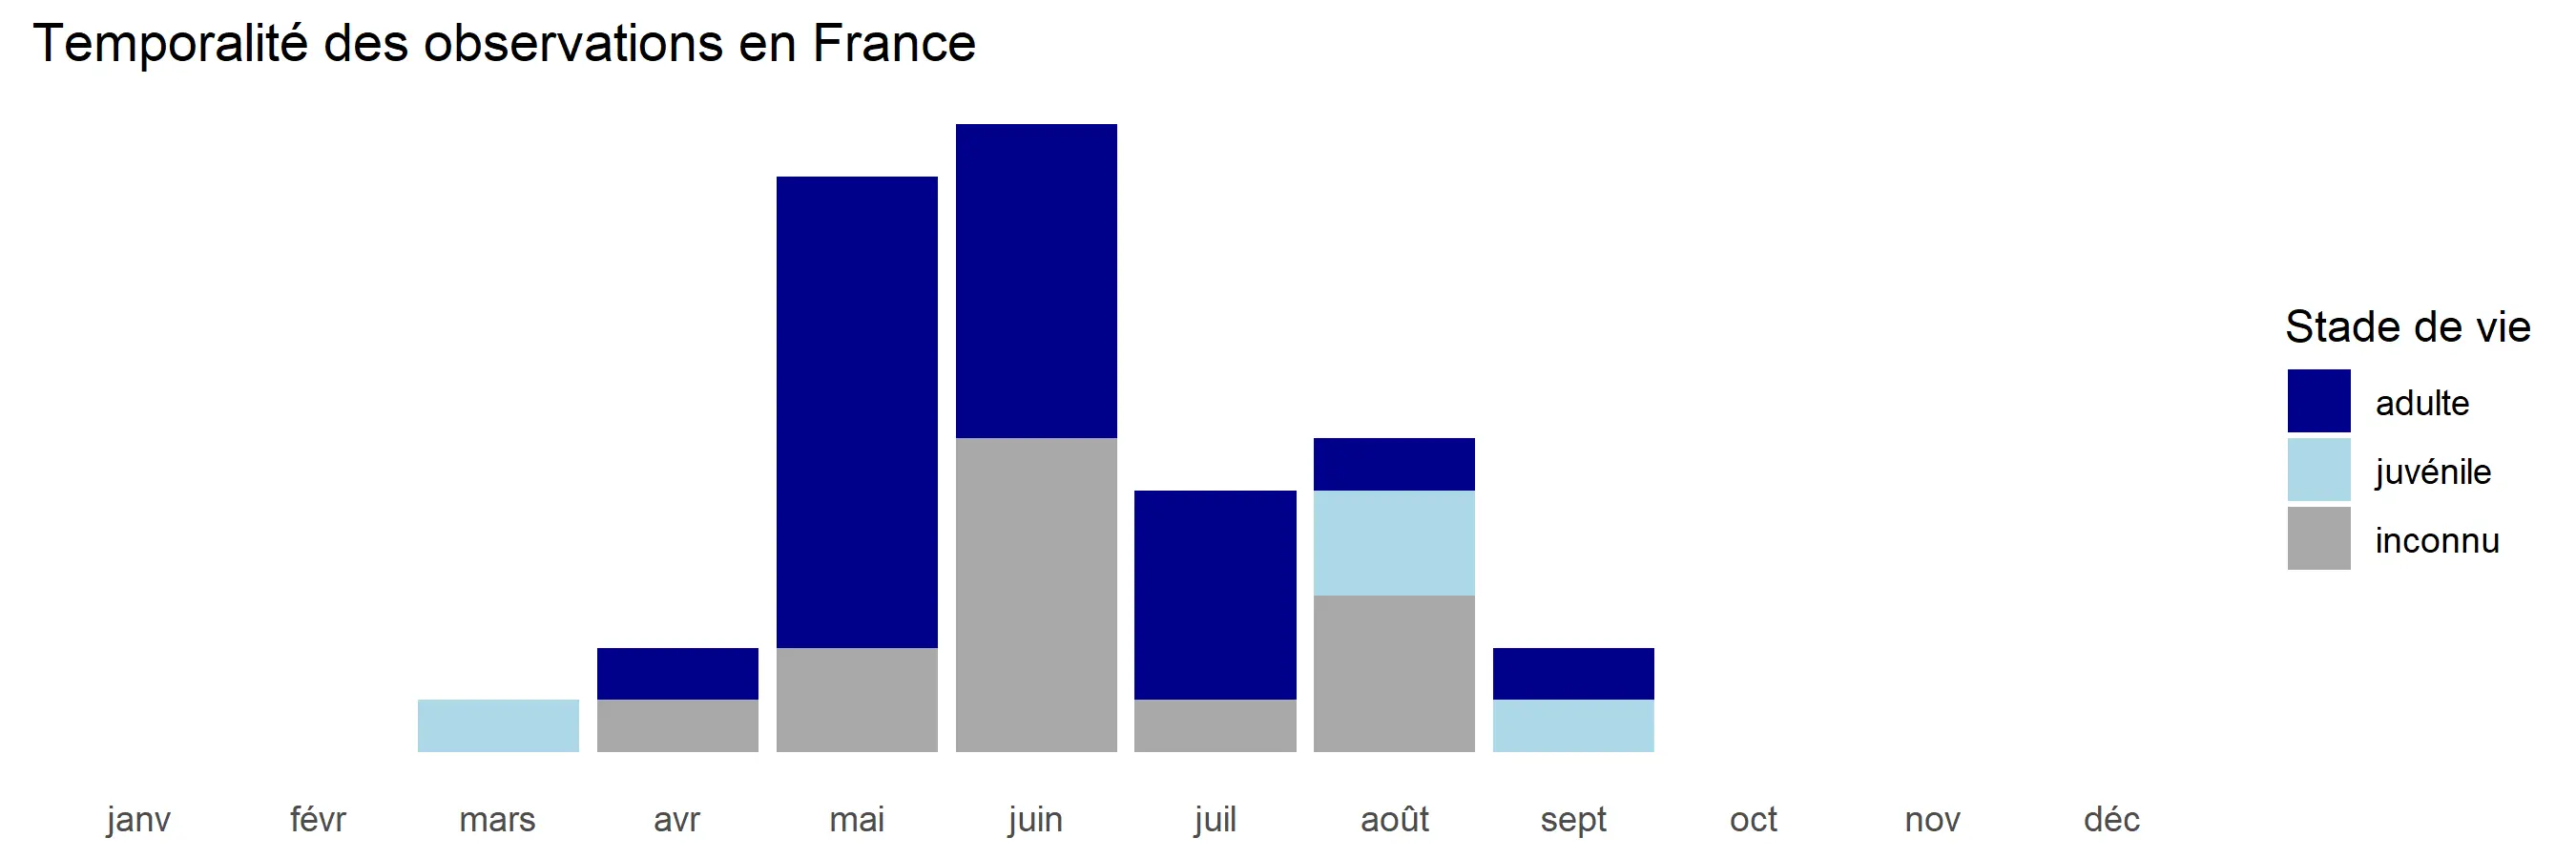 Temporalité des observations en France
Stade de vie
adulte
juvénile
inconnu
janv févr mars avr mai juin juil août sept oct nov déc